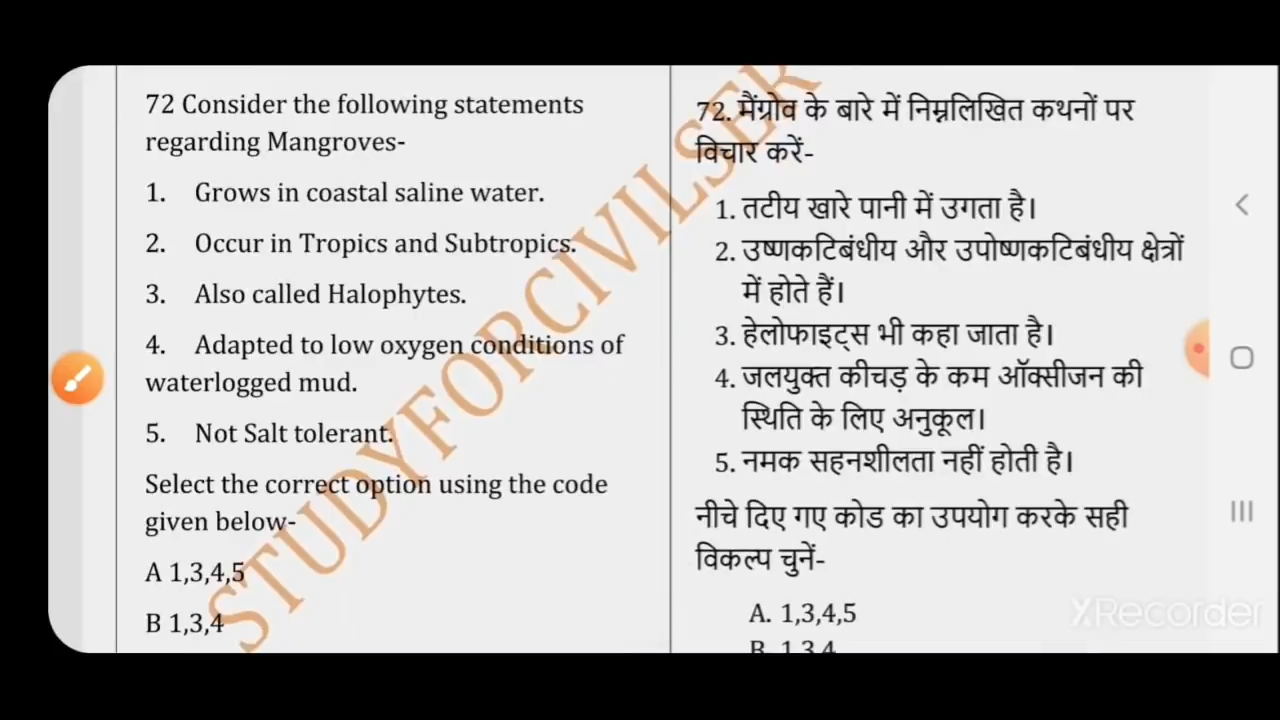 72 Consider the following statements
regarding Mangroves-
1. Grows in coastal saline water.
2. Occur in Tropics and Subtropics.
3. Also called Halophytes.
4. Adapted to low oxygen conditions of
waterlogged mud.
5. Not Salt tolerant.
Select the correct option using the code
given below-
A 1,3,4,5
B 1,3,4
72. मैंग्रोव के बारे में निम्नलिखित कथनों पर
विचार करें-
1. तटीय खारे पानी में उगता है।
2. उष्णकटिबंधीय और उपोष्णकटिबंधीय क्षेत्रों
में होते हैं।
3. हेलोफाइट्स भी कहा जाता है।
4. जलयुक्त कीचड़ के कम ऑक्सीजन की
स्थिति के लिए अनुकूल।
5. नमक सहनशीलता नहीं होती है।
नीचे दिए गए कोड का उपयोग करके सही
विकल्प चुनें-
A. 1,3,4,5
B. 1,3,4
STUDYFORCIVILSER
XRecorder